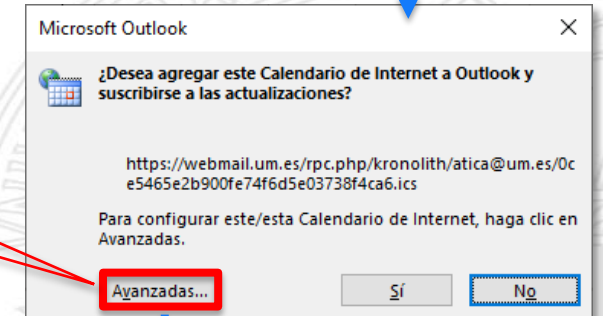 Microsoft Outlook
¿Desea agregar este Calendario de Internet a Outlook y
suscribirse a las actualizaciones?
https://webmail.um.es/rpc.php/kronolith/atica@um.es/0c
e5465e2b900fe74f6d5e03738f4ca6.ics
Para configurar este/esta Calendario de Internet, haga clic en
Avanzadas.
Avanzadas...
Sí
No